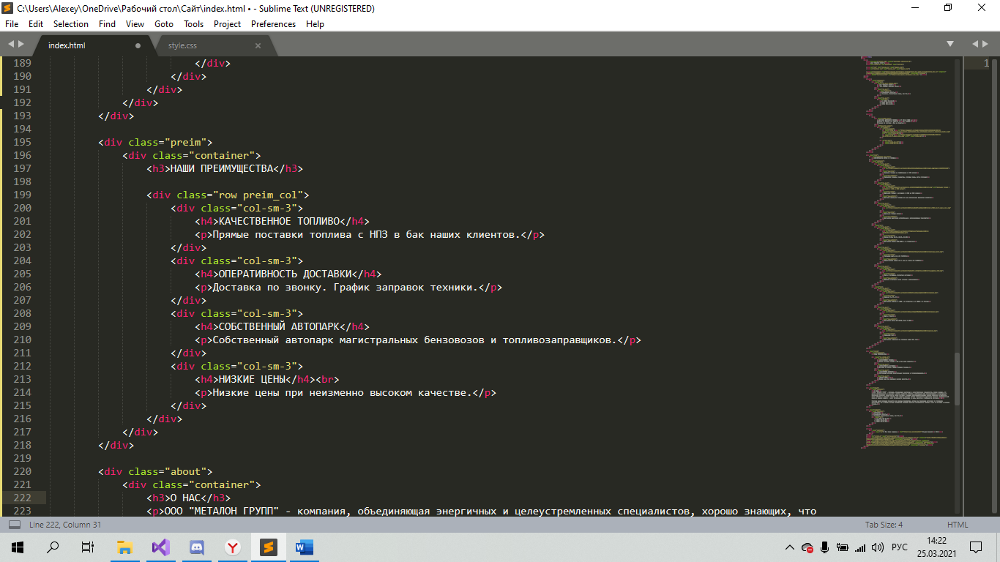 C:\Users\Alexey\OneDrive\Рабочий стол\Сайт\index.html • - Sublime Text (UNREGISTERED)
File Edit Selection Find View Goto Tools Project Preferences Help
index.html style.css
189 </div>
1
190 </div>
191 </div>
192 </div>
193 </div>
194
195 <div class="preim">
196 <div class="container">
197 <h3>НАШИ ПРЕИМУЩЕСТВА</h3>
198
199 <div class="row preim_col">
200 <div class="col-sm-3">
201 <h4>КАЧЕСТВЕННОЕ ТОПЛИВО</h4>
202 <p>Прямые поставки топлива с НПЗ в бак наших клиентов.</p>
203 </div>
204 <div class="col-sm-3">
205 <h4>ОПЕРАТИВНОСТЬ ДОСТАВКИ</h4>
206 <p>Доставка по звонку. График заправок техники.</p>
207 </div>
208 <div class="col-sm-3">
209 <h4>СОБСТВЕННЫЙ АВТОПАРК</h4>
210 <p>Собственный автопарк магистральных бензовозов и топливозаправщиков.</p>
211 </div>
212 <div class="col-sm-3">
213 <h4>НИЗКИЕ ЦЕНЫ</h4><br>
214 <p>Низкие цены при неизменно высоком качестве.</p>
215 </div>
216 </div>
217 </div>
218 </div>
219
220 <div class="about">
221 <div class="container">
222 <h3>О НАС</h3>
223 <p>ООО "МЕТАЛОН ГРУПП" - компания, объединяющая энергичных и целеустремленных специалистов, хорошо знающих, что
Line 222, Column 31 Tab Size: 4 HTML
РУС 14:22
25.03.2021